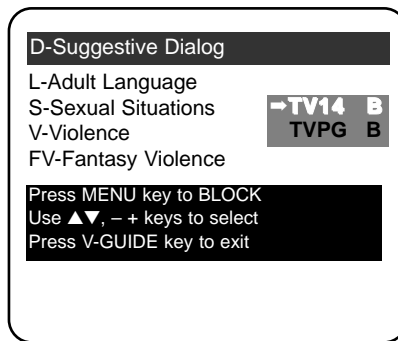 D-Suggestive Dialog
L-Adult Language
S-Sexual Situations
V-Violence
FV-Fantasy Violence
➡TV14 B
TVPG B
Press MENU key to BLOCK
Use ▲▼, – + keys to select
Press V-GUIDE key to exit